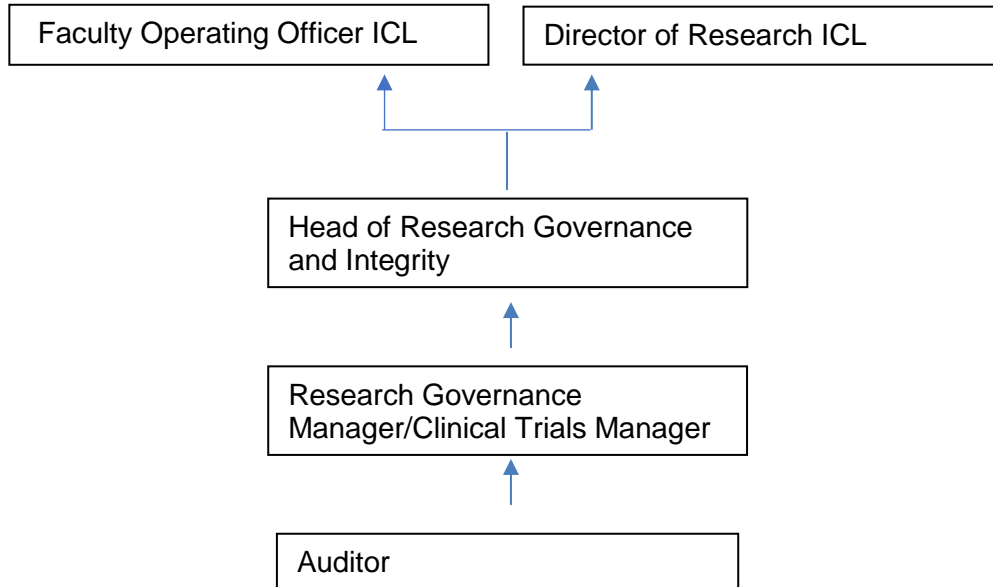 Faculty Operating Officer ICL
Director of Research ICL
Head of Research Governance
and Integrity
Research Governance
Manager/Clinical Trials Manager
Auditor